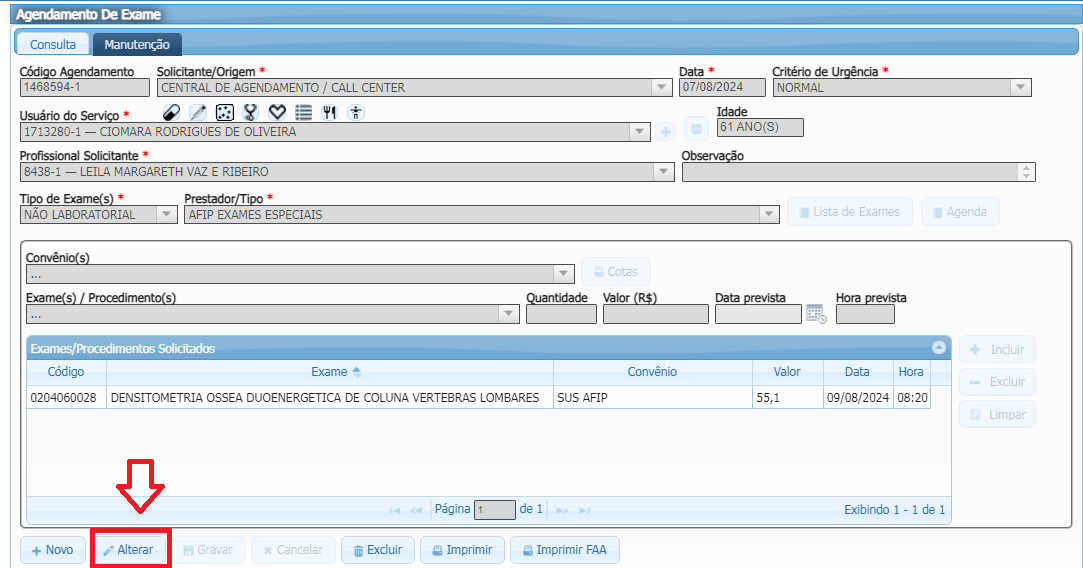 Agendamento De Exame
Consulta Manutenção
Código Agendamento Solicitante/Origem * Data * Critério de Urgência *
1468594-1 CENTRAL DE AGENDAMENTO / CALL CENTER 07/08/2024 NORMAL
Usuário do Serviço * Idade
1713280-1 — CIOMARA RODRIGUES DE OLIVEIRA 61 ANO(S)
Profissional Solicitante * Observação
8438-1 — LEILA MARGARETH VAZ E RIBEIRO
Tipo de Exame(s) * Prestador/Tipo *
NÃO LABORATORIAL AFIP EXAMES ESPECIAIS Lista de Exames Agenda
Convênio(s)
... Cotas
Exame(s) / Procedimento(s) Quantidade Valor (R$) Data prevista Hora prevista
...
Exames/Procedimentos Solicitados Incluir
Código Exame Convênio Valor Data Hora
Excluir
0204060028 DENSITOMETRIA OSSEA DUOENERGETICA DE COLUNA VERTEBRAS LOMBARES SUS AFIP 55,1 09/08/2024 08:20
Limpar
Página 1 de 1 Exibindo 1 - 1 de 1
Novo Alterar Gravar Cancelar Excluir Imprimir Imprimir FAA